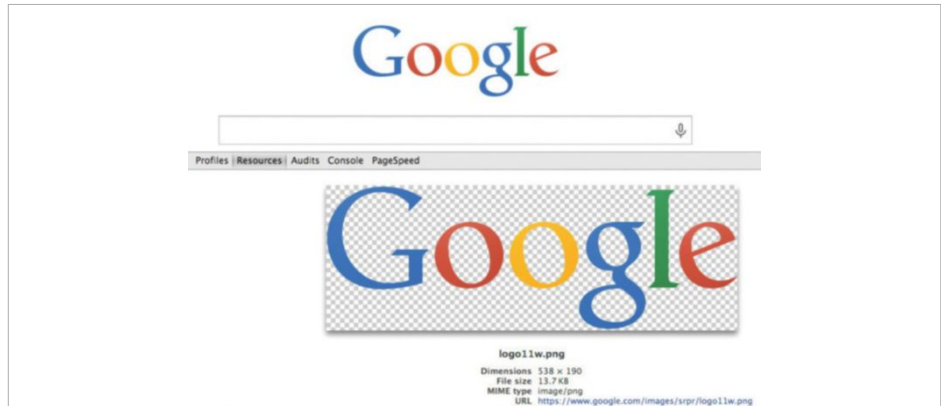 Google
Profiles Resources Audits Console PageSpeed
Google
logo11w.png
Dimensions 538 × 190
File size 13.7 KB
MIME type image/png
URL https://www.google.com/images/srpr/logo11w.png